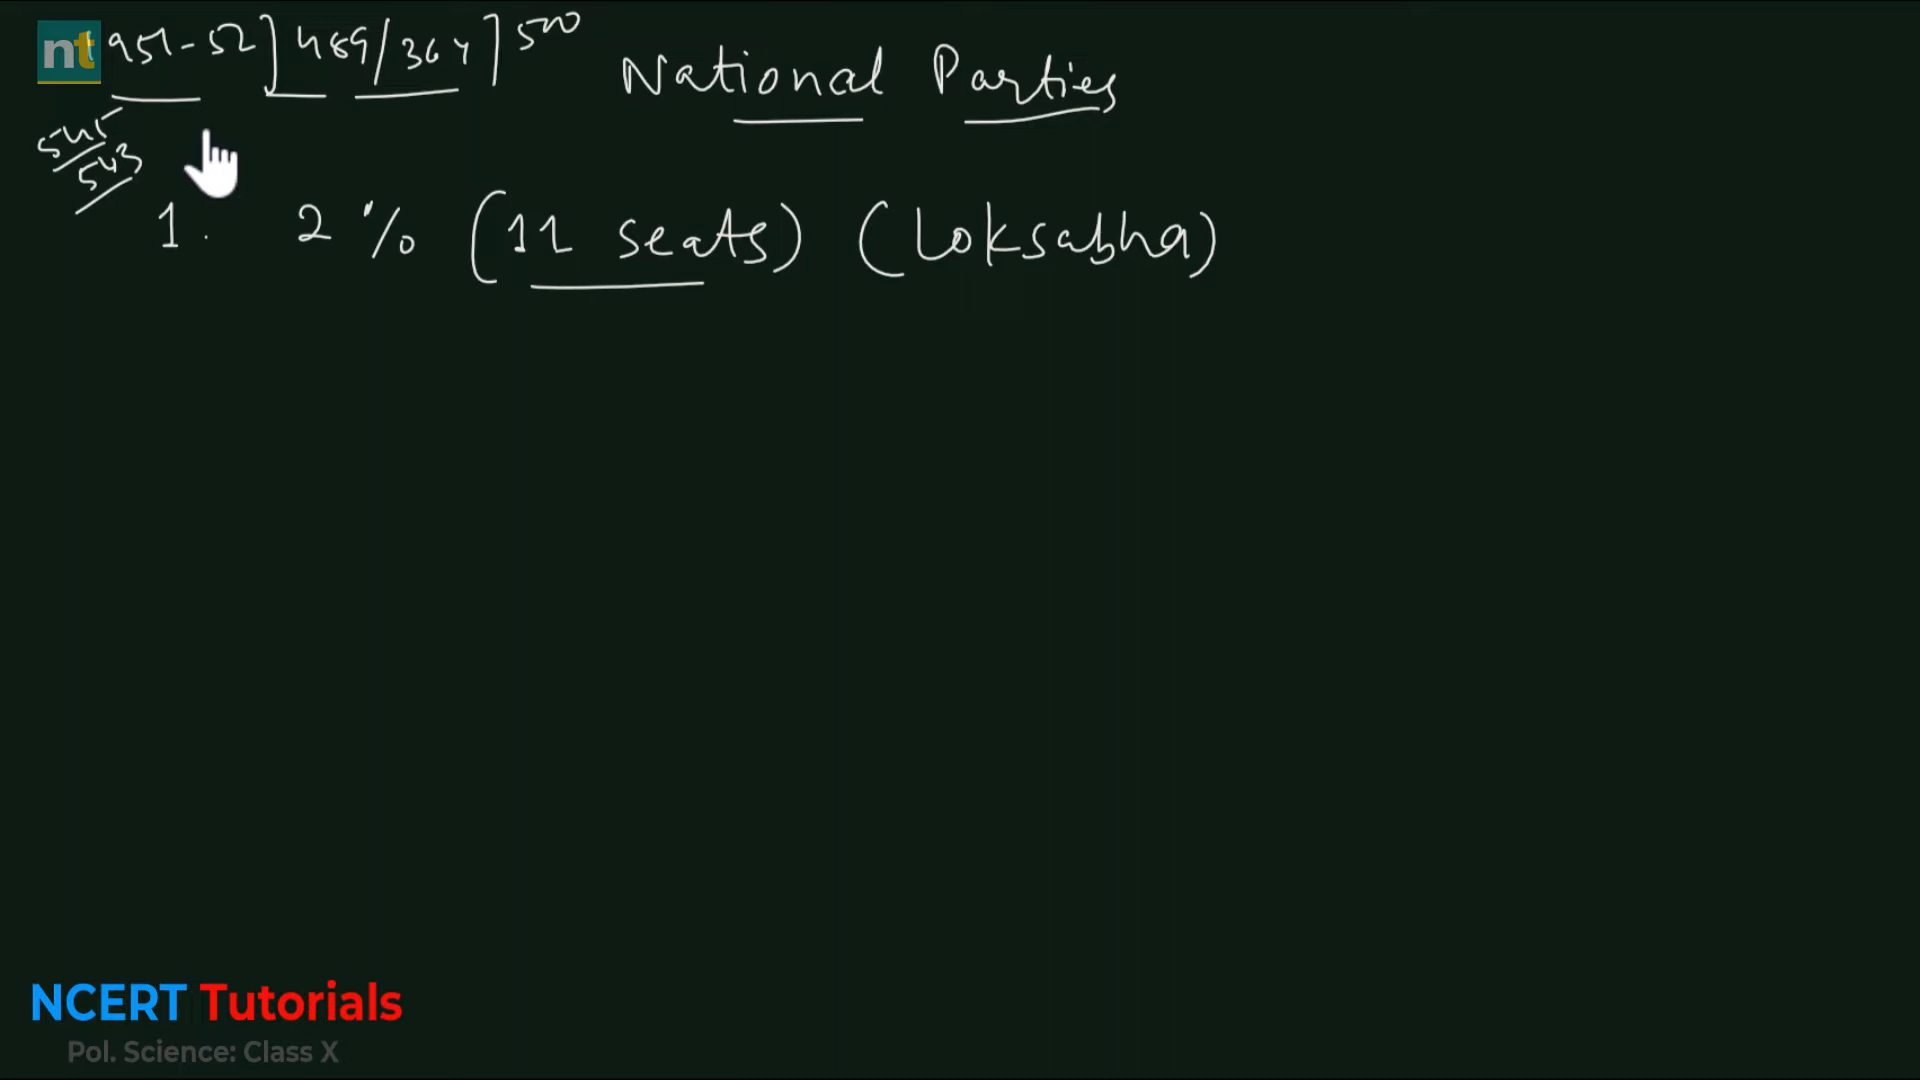 nt
1951-52] 489/364] 500
National Parties
545
543
1. 2% (11 seats) (Loksabha)
NCERT Tutorials
Pol. Science: Class X